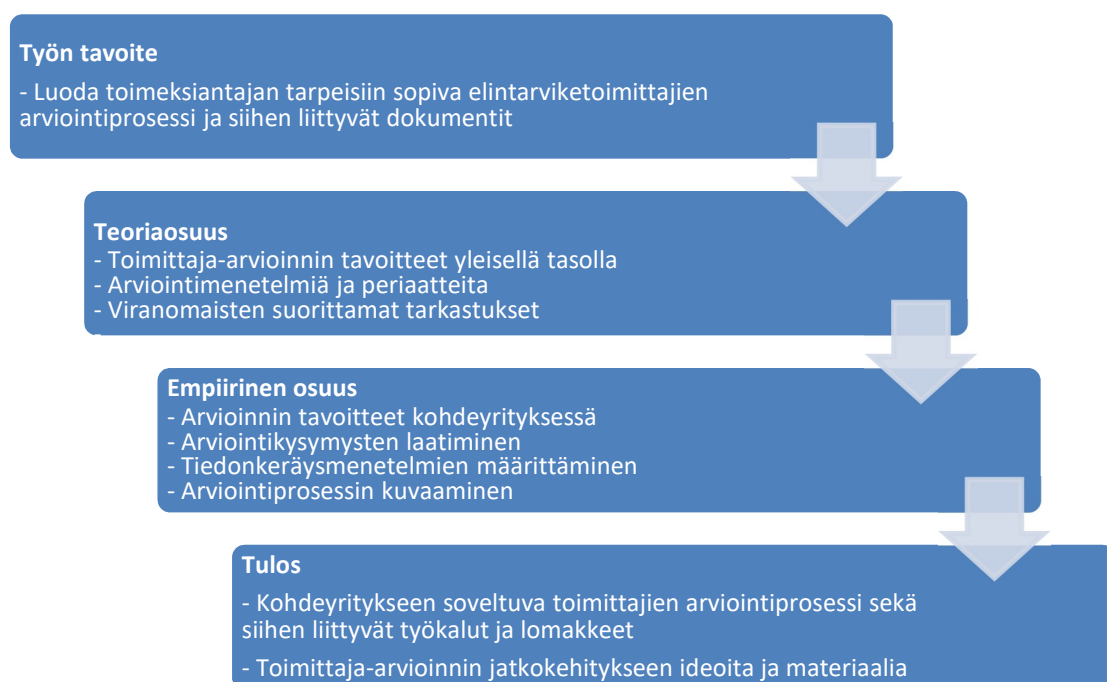 Työn tavoite
- Luoda toimeksiantajan tarpeisiin sopiva elintarviketoimittajien
arviointiprosessi ja siihen liittyvät dokumentit
Teoriaosuus
- Toimittaja-arvioinnin tavoitteet yleisellä tasolla
- Arviointimenetelmiä ja periaatteita
- Viranomaisten suorittamat tarkastukset
-
Empiirinen osuus
- Arvioinnin tavoitteet kohdeyrityksessä
- Arviointikysymysten laatiminen
- Tiedonkeräysmenetelmien määrittäminen
- Arviointiprosessin kuvaaminen
Tulos
- Kohdeyritykseen soveltuva toimittajien arviointiprosessi sekä
siihen liittyvät työkalut ja lomakkeet
- Toimittaja-arvioinnin jatkokehitykseen ideoita ja materiaalia